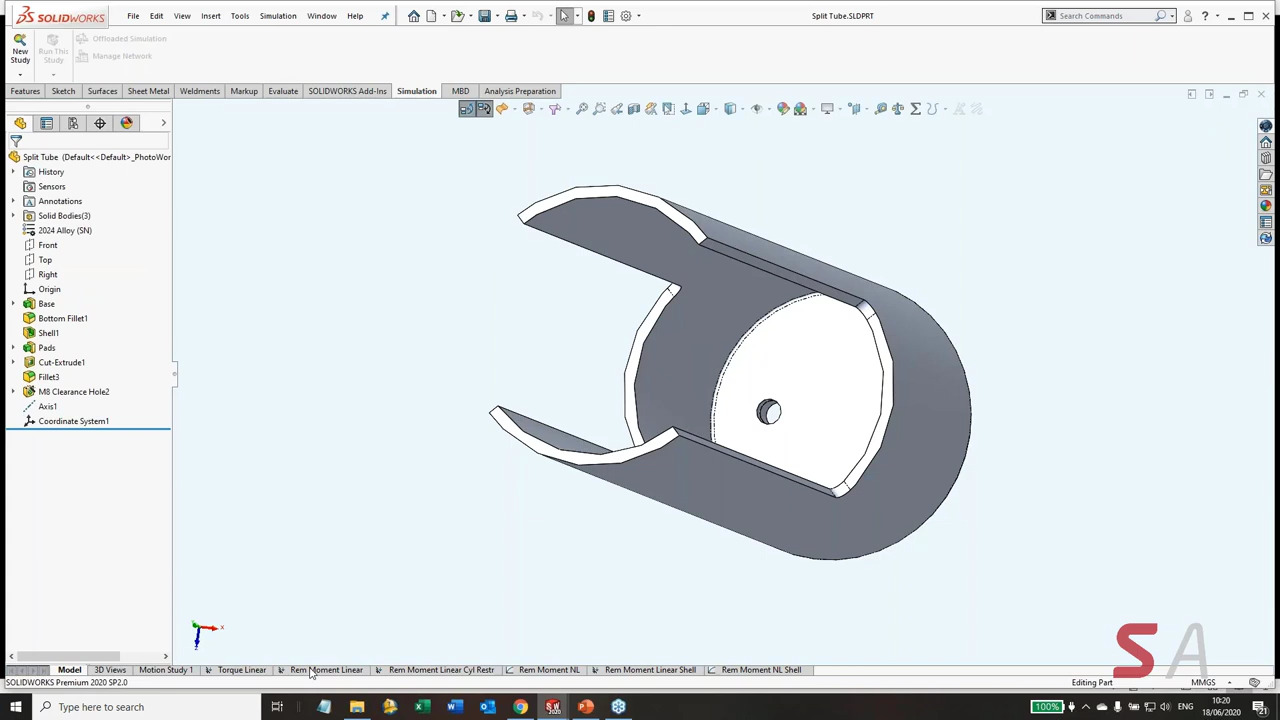 SOLIDWORKS File Edit View Insert Tools Simulation Window Help Split Tube.SLDPRT Search Commands ?
New Study
Run This Study
Offloaded Simulation
Manage Network
Features Sketch Surfaces Sheet Metal Weldments Markup Evaluate SOLIDWORKS Add-Ins Simulation MBD Analysis Preparation
Split Tube (Default<<Default>_PhotoWor
History
Sensors
Annotations
Solid Bodies(3)
2024 Alloy (SN)
Front
Top
Right
Origin
Base
Bottom Fillet1
Shell1
Pads
Cut-Extrude1
Fillet3
M8 Clearance Hole2
Axis1
Coordinate System1
x
SA
Model 3D Views Motion Study 1 Torque Linear Rem Moment Linear Rem Moment Linear Cyl Restr Rem Moment NL Rem Moment Linear Shell Rem Moment NL Shell
SOLIDWORKS Premium 2020 SP2.0 Editing Part MMGS
Type here to search 100% 10:20
18/06/2020